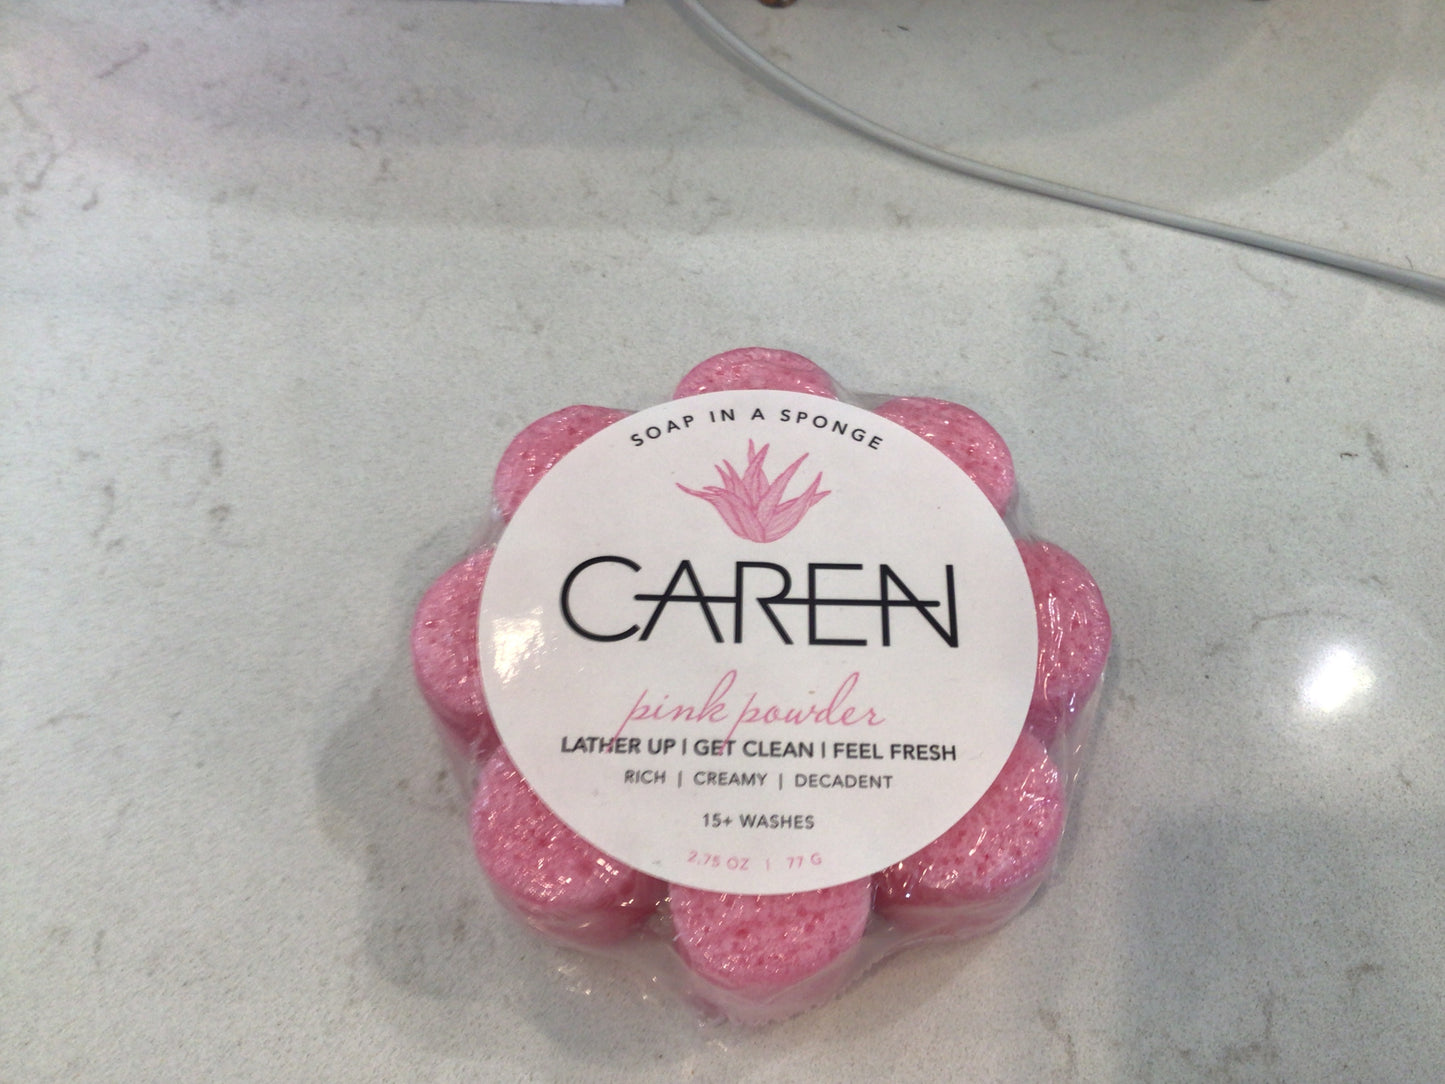 SOAP IN A SPONGE
CAREN
pink powder
LATHER UP | GET CLEAN | FEEL FRESH
RICH | CREAMY | DECADENT
15+ WASHES
2.75 OZ | 77 G